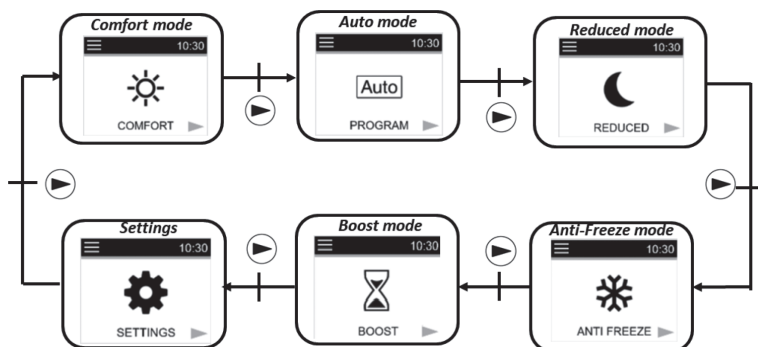 Comfort mode
10:30
COMFORT
Auto mode
10:30
Auto
PROGRAM
Reduced mode
10:30
REDUCED
Settings
10:30
SETTINGS
Boost mode
10:30
BOOST
Anti-Freeze mode
10:30
ANTI FREEZE